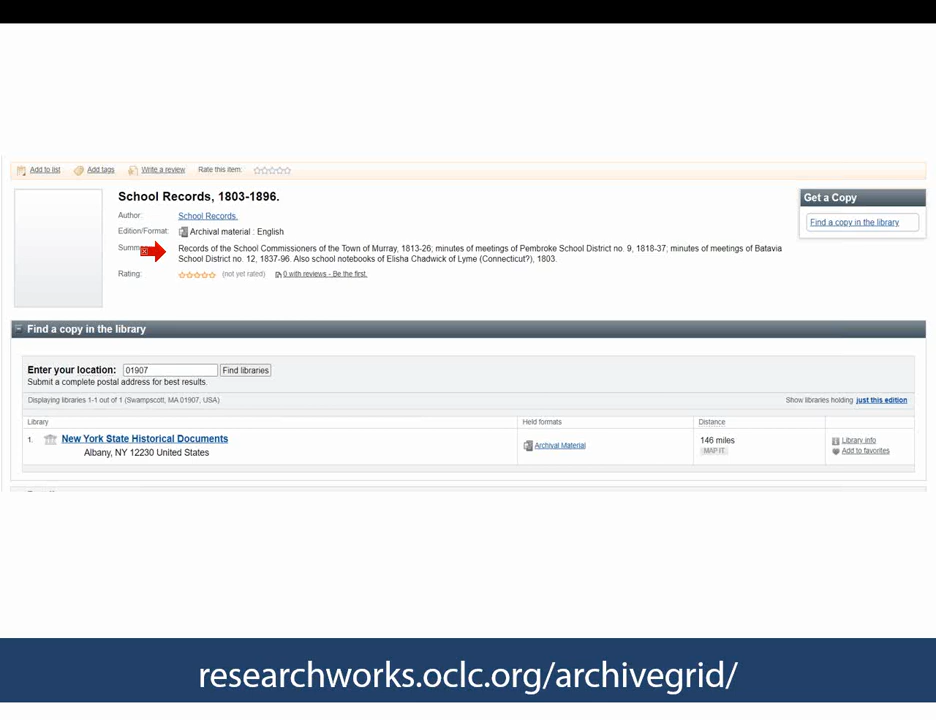 Add to list Add tags Write a review Rate this item:
School Records, 1803-1896.
Author: School Records.
Edition/Format: Archival material : English
Records of the School Commissioners of the Town of Murray, 1813-26; minutes of meetings of Pembroke School District no. 9, 1818-37; minutes of meetings of Batavia
School District no. 12, 1837-96. Also school notebooks of Elisha Chadwick of Lyme (Connecticut?), 1803.
Rating: (not yet rated) 0 with reviews - Be the first.
Get a Copy
Find a copy in the library
Find a copy in the library
Enter your location: 01907 Find libraries
Submit a complete postal address for best results.
Displaying libraries 1-1 out of 1 (Swampscott, MA 01907, USA) Show libraries holding just this edition
Library Held formats Distance
1. New York State Historical Documents Archival Material 146 miles Library info
Albany, NY 12230 United States MAP IT Add to favorites
researchworks.oclc.org/archivegrid/